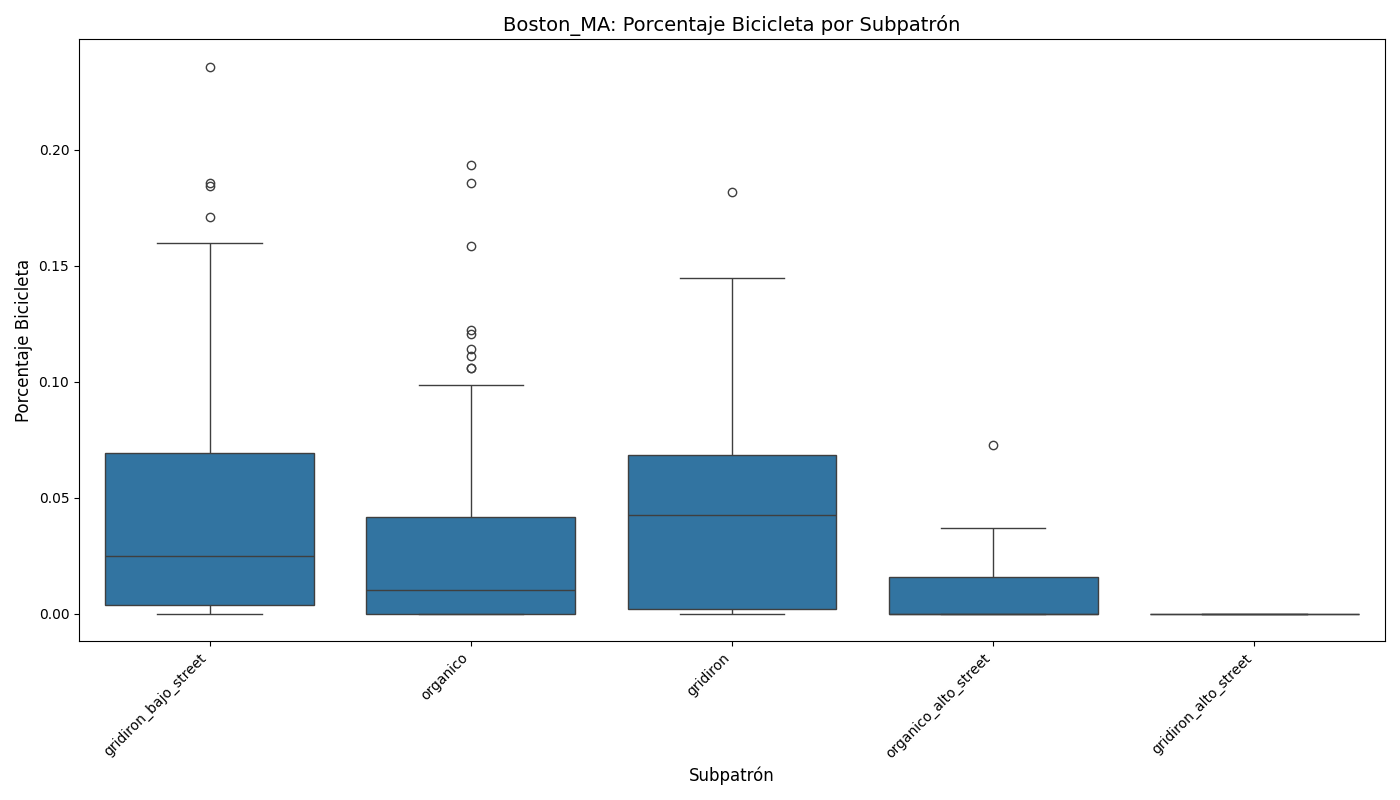 Boston_MA: Porcentaje Bicicleta por Subpatrón
Porcentaje Bicicleta
0.20
0.15
0.10
0.05
0.00
gridiron_bajo_street
organico
gridiron
organico_alto_street
gridiron_alto_street
Subpatrón